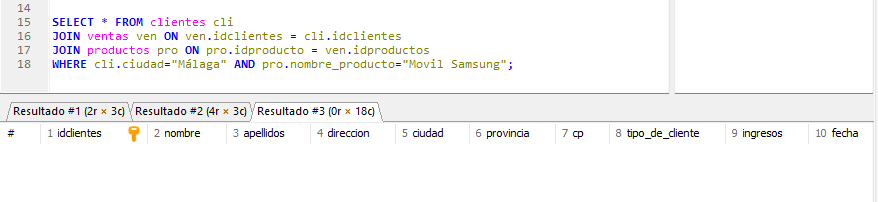 14
15 SELECT * FROM clientes cli
16 JOIN ventas ven ON ven.idclientes = cli.idclientes
17 JOIN productos pro ON pro.idproducto = ven.idproductos
18 WHERE cli.ciudad="Málaga" AND pro.nombre_producto="Movil Samsung";
Resultado #1 (2r × 3c) Resultado #2 (4r × 3c) Resultado #3 (0r × 18c)
# 1 idclientes 2 nombre 3 apellidos 4 direccion 5 ciudad 6 provincia 7 cp 8 tipo_de_cliente 9 ingresos 10 fecha